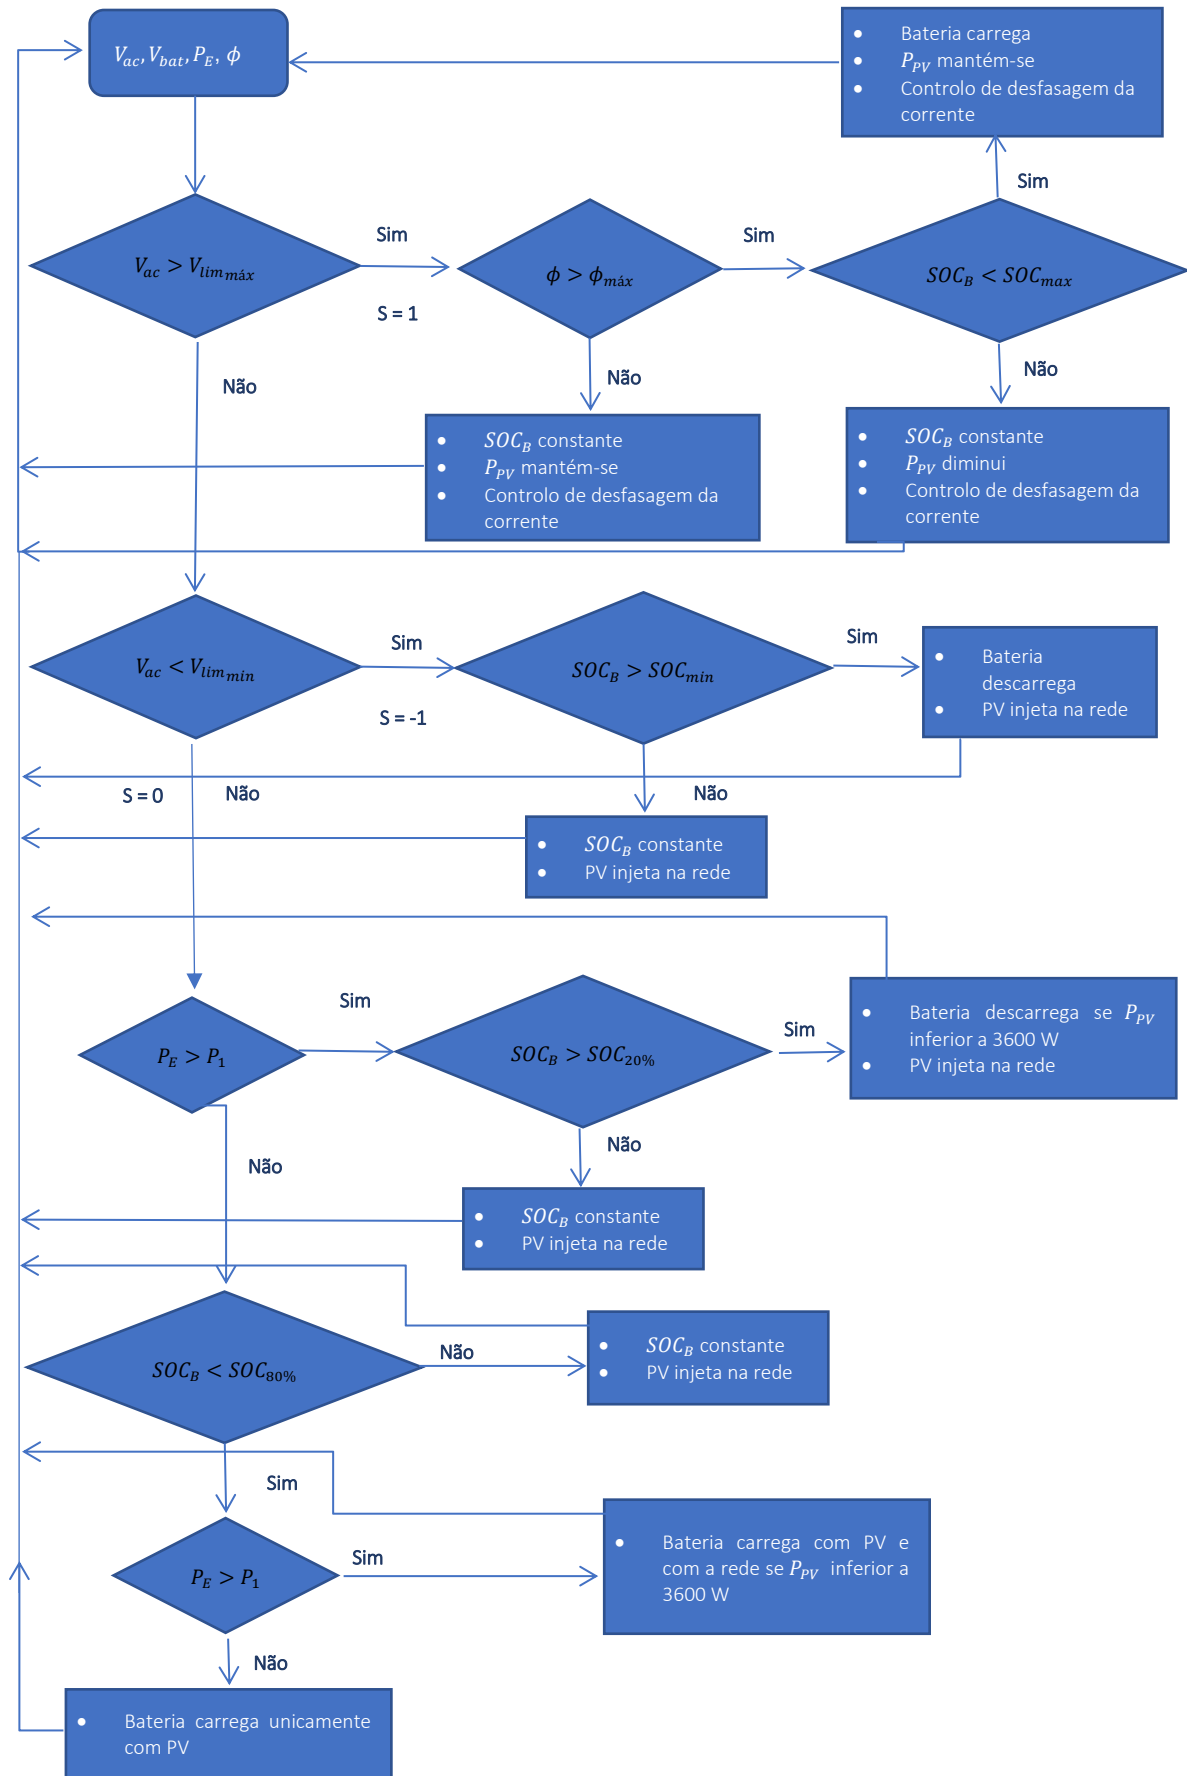 V_ac, V_bat, P_E, ϕ
• Bateria carrega
• P_PV mantém-se
• Controlo de desfasagem da
corrente
Sim
V_ac > V_lim_máx
Sim
S = 1
ϕ > ϕ_máx
Sim
SOC_B < SOC_max
Não
Não
Não
• SOC_B constante
• P_PV mantém-se
• Controlo de desfasagem da
corrente
• SOC_B constante
• P_PV diminui
• Controlo de desfasagem da
corrente
V_ac < V_lim_min
Sim
S = -1
SOC_B > SOC_min
Sim
• Bateria
descarrega
• PV injeta na rede
S = 0
Não
Não
• SOC_B constante
• PV injeta na rede
P_E > P_1
Sim
SOC_B > SOC_20%
Sim
• Bateria descarrega se P_PV
inferior a 3600 W
• PV injeta na rede
Não
Não
• SOC_B constante
• PV injeta na rede
SOC_B < SOC_80%
Não
• SOC_B constante
• PV injeta na rede
Sim
P_E > P_1
Sim
• Bateria carrega com PV e
com a rede se P_PV inferior a
3600 W
Não
• Bateria carrega unicamente
com PV